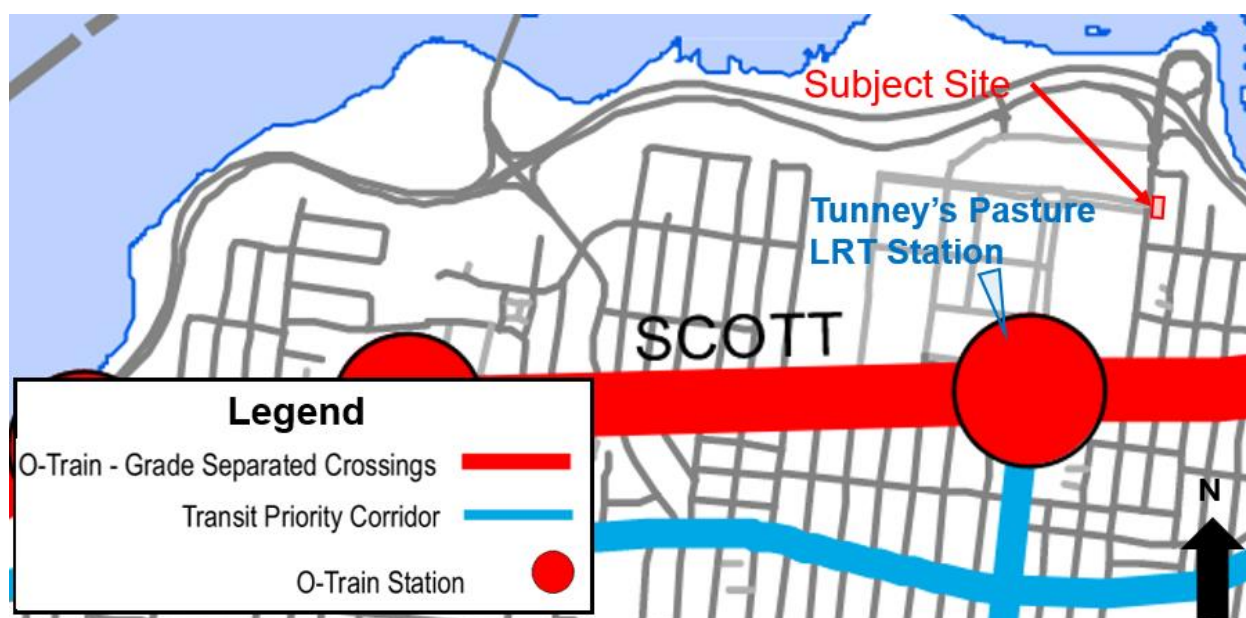 Subject Site
Tunney's Pasture
LRT Station
SCOTT
Legend
O-Train - Grade Separated Crossings
Transit Priority Corridor
O-Train Station
N